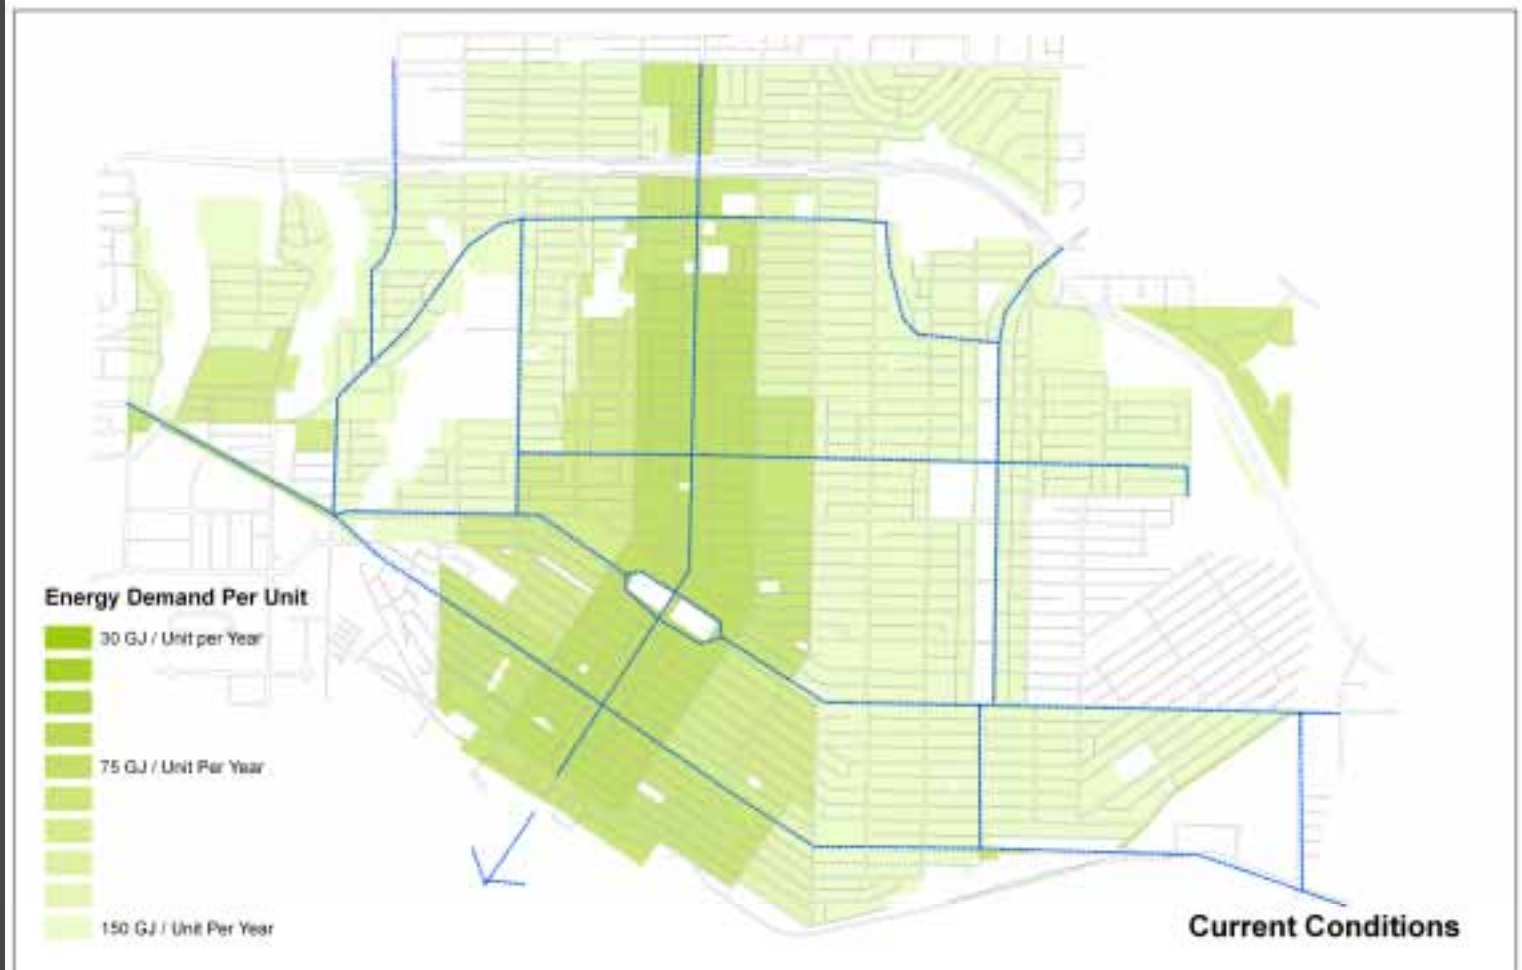 Energy Demand Per Unit
30 GJ / Unit per Year
75 GJ / Unit Per Year
150 GJ / Unit Per Year
Current Conditions